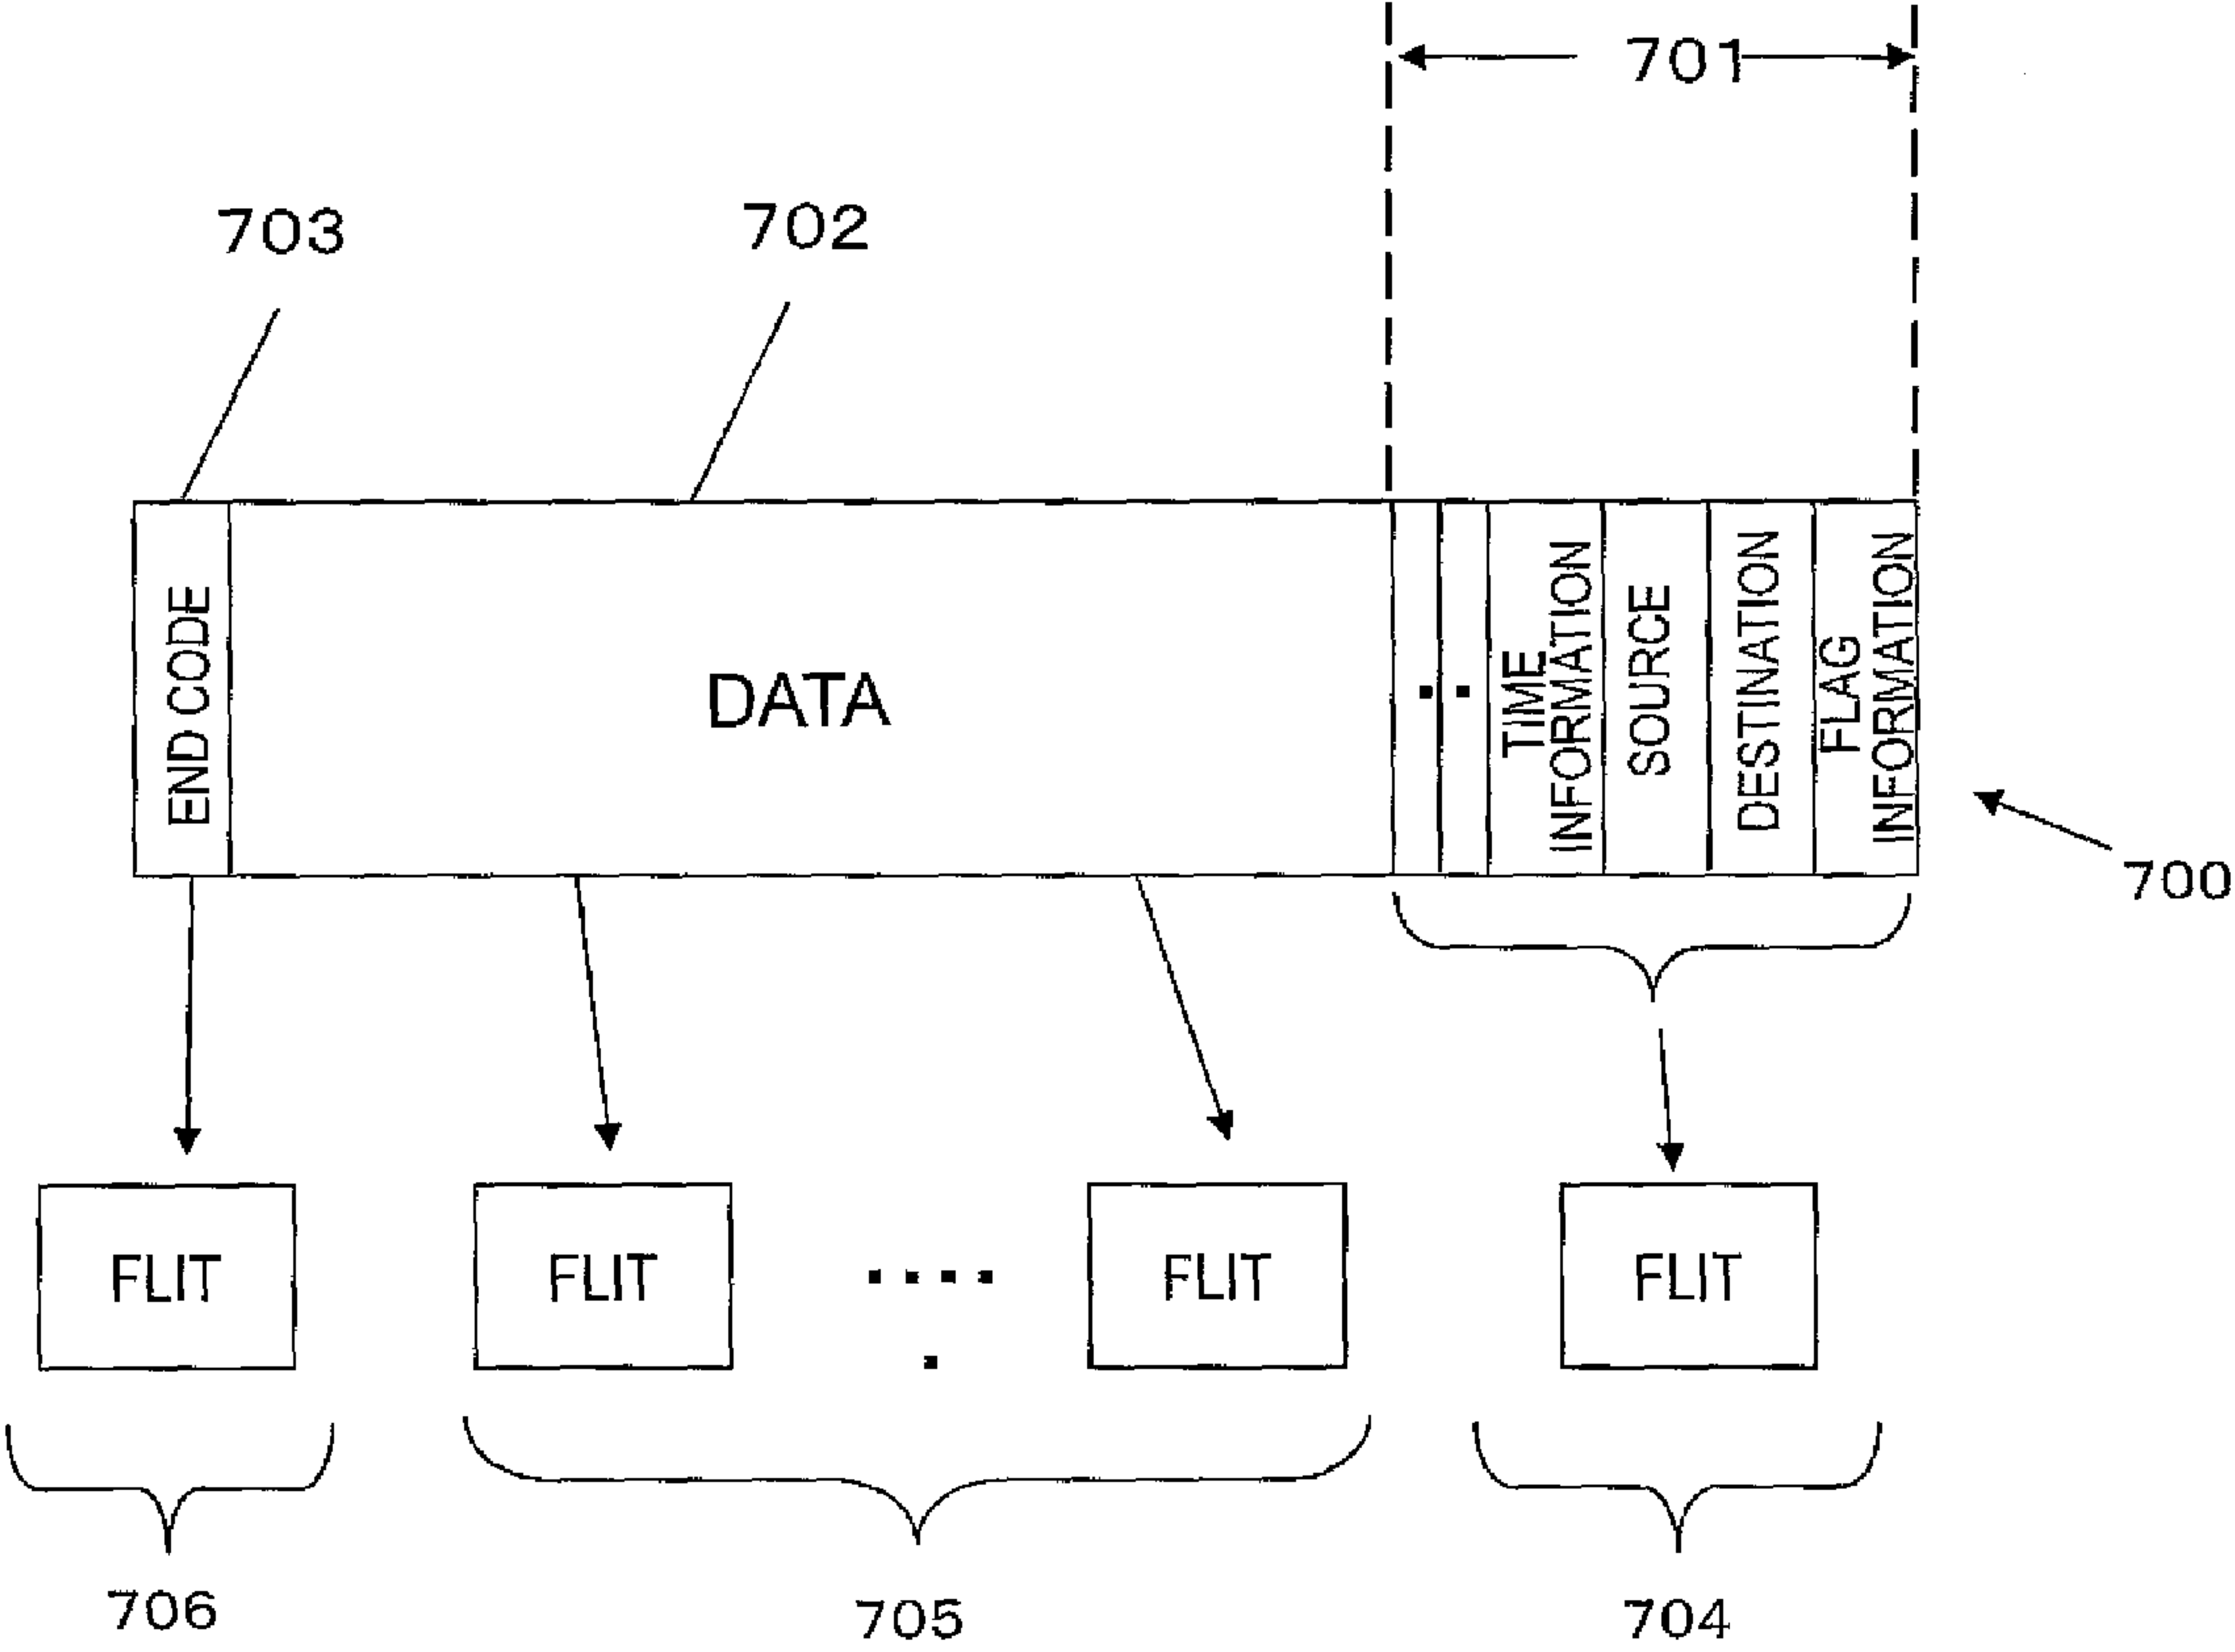 701
703
702
END CODE
DATA
. .
TIME
INFORMATION
SOURCE
DESTINATION
FLAG
INFORMATION
700
FLIT
FLIT
. . . .
.
FLIT
FLIT
706
705
704